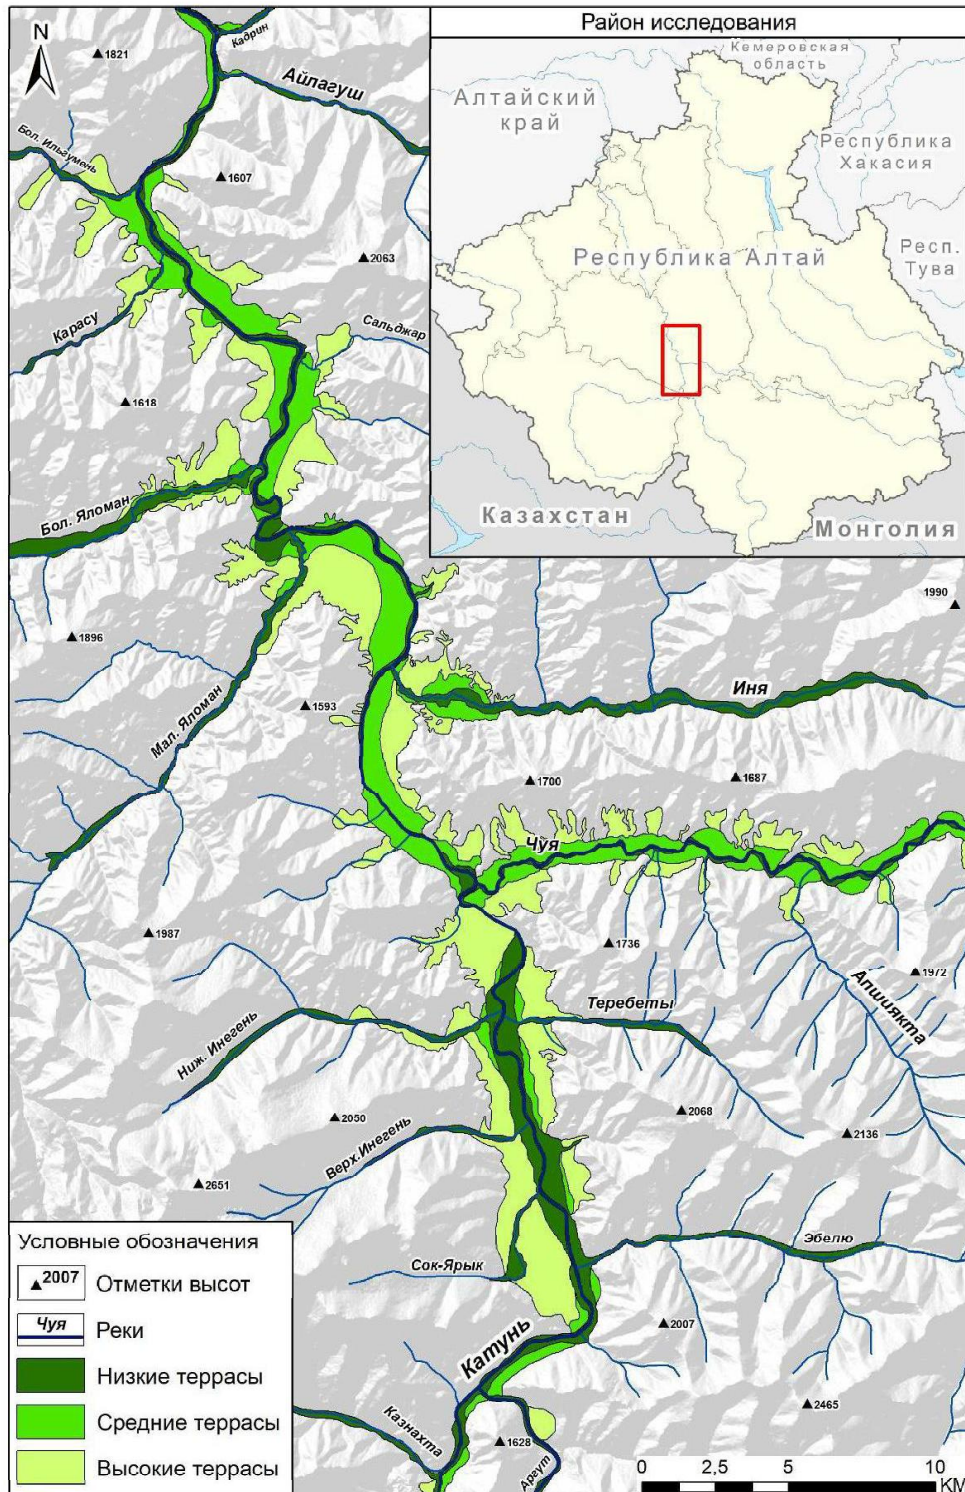 N
1821
Кадрин
Айлагуш
Бол. Ильгумень
1607
2063
Карасу
Сальджар
1618
Бол. Яломан
Район исследования
Кемеровская
область
Алтайский
край
Республика
Хакасия
Респ.
Тува
Республика Алтай
Казахстан
Монголия
1990
1896
Иня
1593
Мал. Яломан
1700
1687
Чуя
1987
1736
1972
Апшиякта
Теребеты
Ниж. Инегень
2050
2068
2136
Верх.Инегень
2651
Эбелю
Сок-Ярык
2007
Катунь
2465
Казнахта
1628
Аргут
Условные обозначения
2007 Отметки высот
Чуя Реки
Низкие террасы
Средние террасы
Высокие террасы
0 2,5 5 10
КМ